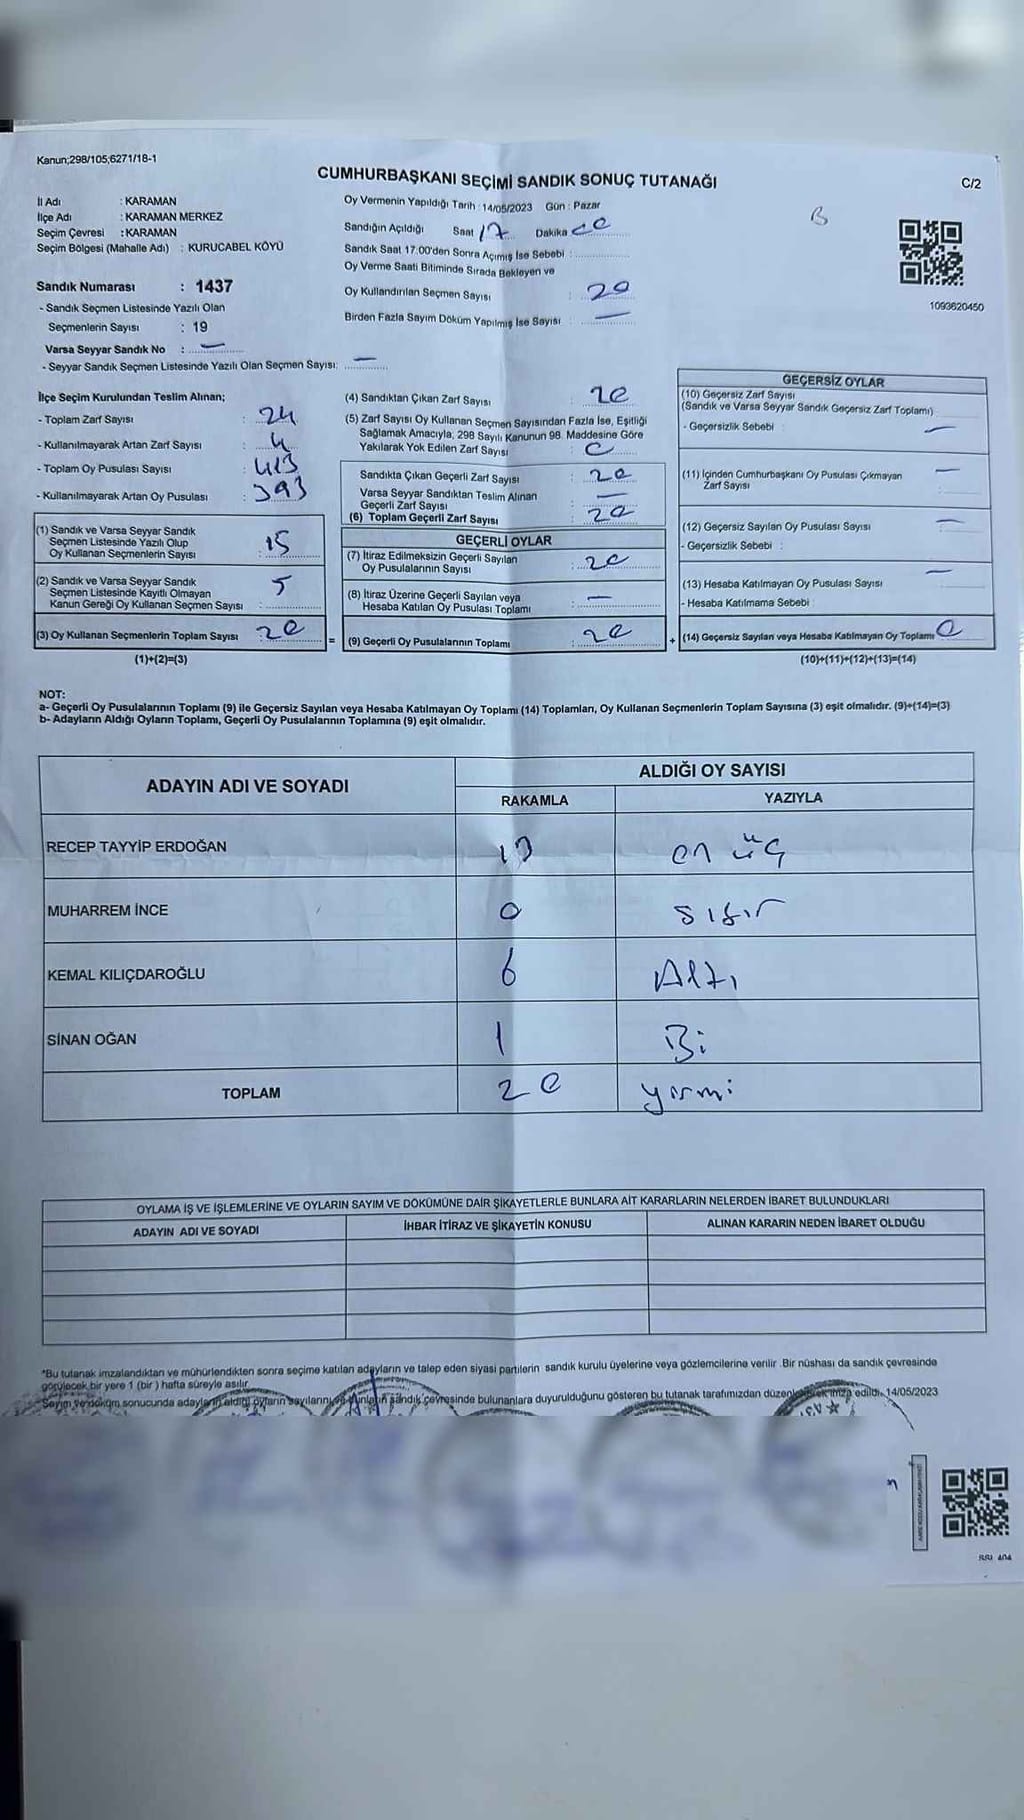 Kanun;298/105;6271/18-1
CUMHURBAŞKANI SEÇİMİ SANDIK SONUÇ TUTANAĞI
C/2
İl Adı : KARAMAN
İlçe Adı : KARAMAN MERKEZ
Seçim Çevresi : KARAMAN
Seçim Bölgesi (Mahalle Adı) : KURUCABEL KÖYÜ
Sandık Numarası : 1437
- Sandık Seçmen Listesinde Yazılı Olan
Seçmenlerin Sayısı : 19
Varsa Seyyar Sandık No : —
- Seyyar Sandık Seçmen Listesinde Yazılı Olan Seçmen Sayısı: —
Oy Vermenin Yapıldığı Tarih : 14/05/2023 Gün : Pazar
Sandığın Açıldığı Saat 17 Dakika 00
Sandık Saat 17:00'den Sonra Açımış İse Sebebi :
Oy Verme Saati Bitiminde Sırada Bekleyen ve
Oy Kullandırılan Seçmen Sayısı : 20
Birden Fazla Sayım Döküm Yapılmış İse Sayısı : —
B
1093620450
İlçe Seçim Kurulundan Teslim Alınan;
- Toplam Zarf Sayısı : 24
- Kullanılmayarak Artan Zarf Sayısı : 4
- Toplam Oy Pusulası Sayısı : 413
- Kullanılmayarak Artan Oy Pusulası : 393
(1) Sandık ve Varsa Seyyar Sandık
Seçmen Listesinde Yazılı Olup
Oy Kullanan Seçmenlerin Sayısı : 15
(2) Sandık ve Varsa Seyyar Sandık
Seçmen Listesinde Kayıtlı Olmayan
Kanun Gereği Oy Kullanan Seçmen Sayısı : 5
(3) Oy Kullanan Seçmenlerin Toplam Sayısı : 20
(1)+(2)=(3)
=
(4) Sandıktan Çıkan Zarf Sayısı : 20
(5) Zarf Sayısı Oy Kullanan Seçmen Sayısından Fazla İse, Eşitliği
Sağlamak Amacıyla, 298 Sayılı Kanunun 98. Maddesine Göre
Yakılarak Yok Edilen Zarf Sayısı : 0
Sandıkta Çıkan Geçerli Zarf Sayısı : 20
Varsa Seyyar Sandıktan Teslim Alınan
Geçerli Zarf Sayısı : —
(6) Toplam Geçerli Zarf Sayısı : 20
GEÇERLİ OYLAR
(7) İtiraz Edilmeksizin Geçerli Sayılan
Oy Pusulalarının Sayısı : 20
(8) İtiraz Üzerine Geçerli Sayılan veya
Hesaba Katılan Oy Pusulası Toplamı : —
(9) Geçerli Oy Pusulalarının Toplamı : 20
+
GEÇERSİZ OYLAR
(10) Geçersiz Zarf Sayısı
(Sandık ve Varsa Seyyar Sandık Geçersiz Zarf Toplamı)
- Geçersizlik Sebebi : —
(11) İçinden Cumhurbaşkanı Oy Pusulası Çıkmayan
Zarf Sayısı : —
(12) Geçersiz Sayılan Oy Pusulası Sayısı : —
- Geçersizlik Sebebi :
(13) Hesaba Katılmayan Oy Pusulası Sayısı : —
- Hesaba Katılmama Sebebi :
(14) Geçersiz Sayılan veya Hesaba Katılmayan Oy Toplamı 0
(10)+(11)+(12)+(13)=(14)
NOT:
a- Geçerli Oy Pusulalarının Toplamı (9) ile Geçersiz Sayılan veya Hesaba Katılmayan Oy Toplamı (14) Toplamları, Oy Kullanan Seçmenlerin Toplam Sayısına (3) eşit olmalıdır. (9)+(14)=(3)
b- Adayların Aldığı Oyların Toplamı, Geçerli Oy Pusulalarının Toplamına (9) eşit olmalıdır.
ADAYIN ADI VE SOYADI
ALDIĞI OY SAYISI
RAKAMLA YAZIYLA
RECEP TAYYİP ERDOĞAN 13 on üç
MUHARREM İNCE 0 sıfır
KEMAL KILIÇDAROĞLU 6 Altı
SİNAN OĞAN 1 Bi
TOPLAM 20 yirmi
OYLAMA İŞ VE İŞLEMLERİNE VE OYLARIN SAYIM VE DÖKÜMÜNE DAİR ŞİKAYETLERLE BUNLARA AİT KARARLARIN NELERDEN İBARET BULUNDUKLARI
ADAYIN ADI VE SOYADI İHBAR İTİRAZ VE ŞİKAYETİN KONUSU ALINAN KARARIN NEDEN İBARET OLDUĞU
*Bu tutanak imzalandıktan ve mühürlendikten sonra seçime katılan adayların ve talep eden siyasi partilerin sandık kurulu üyelerine veya gözlemcilerine verilir .Bir nüshası da sandık çevresinde
görülecek bir yere 1 (bir ) hafta süreyle asılır.
*Sayım ve döküm sonucunda adayların aldığı oyların sayılarını ve bunların sandık çevresinde bulunanlara duyurulduğunu gösteren bu tutanak tarafımızdan düzenlenerek imza edildi. 14/05/2023